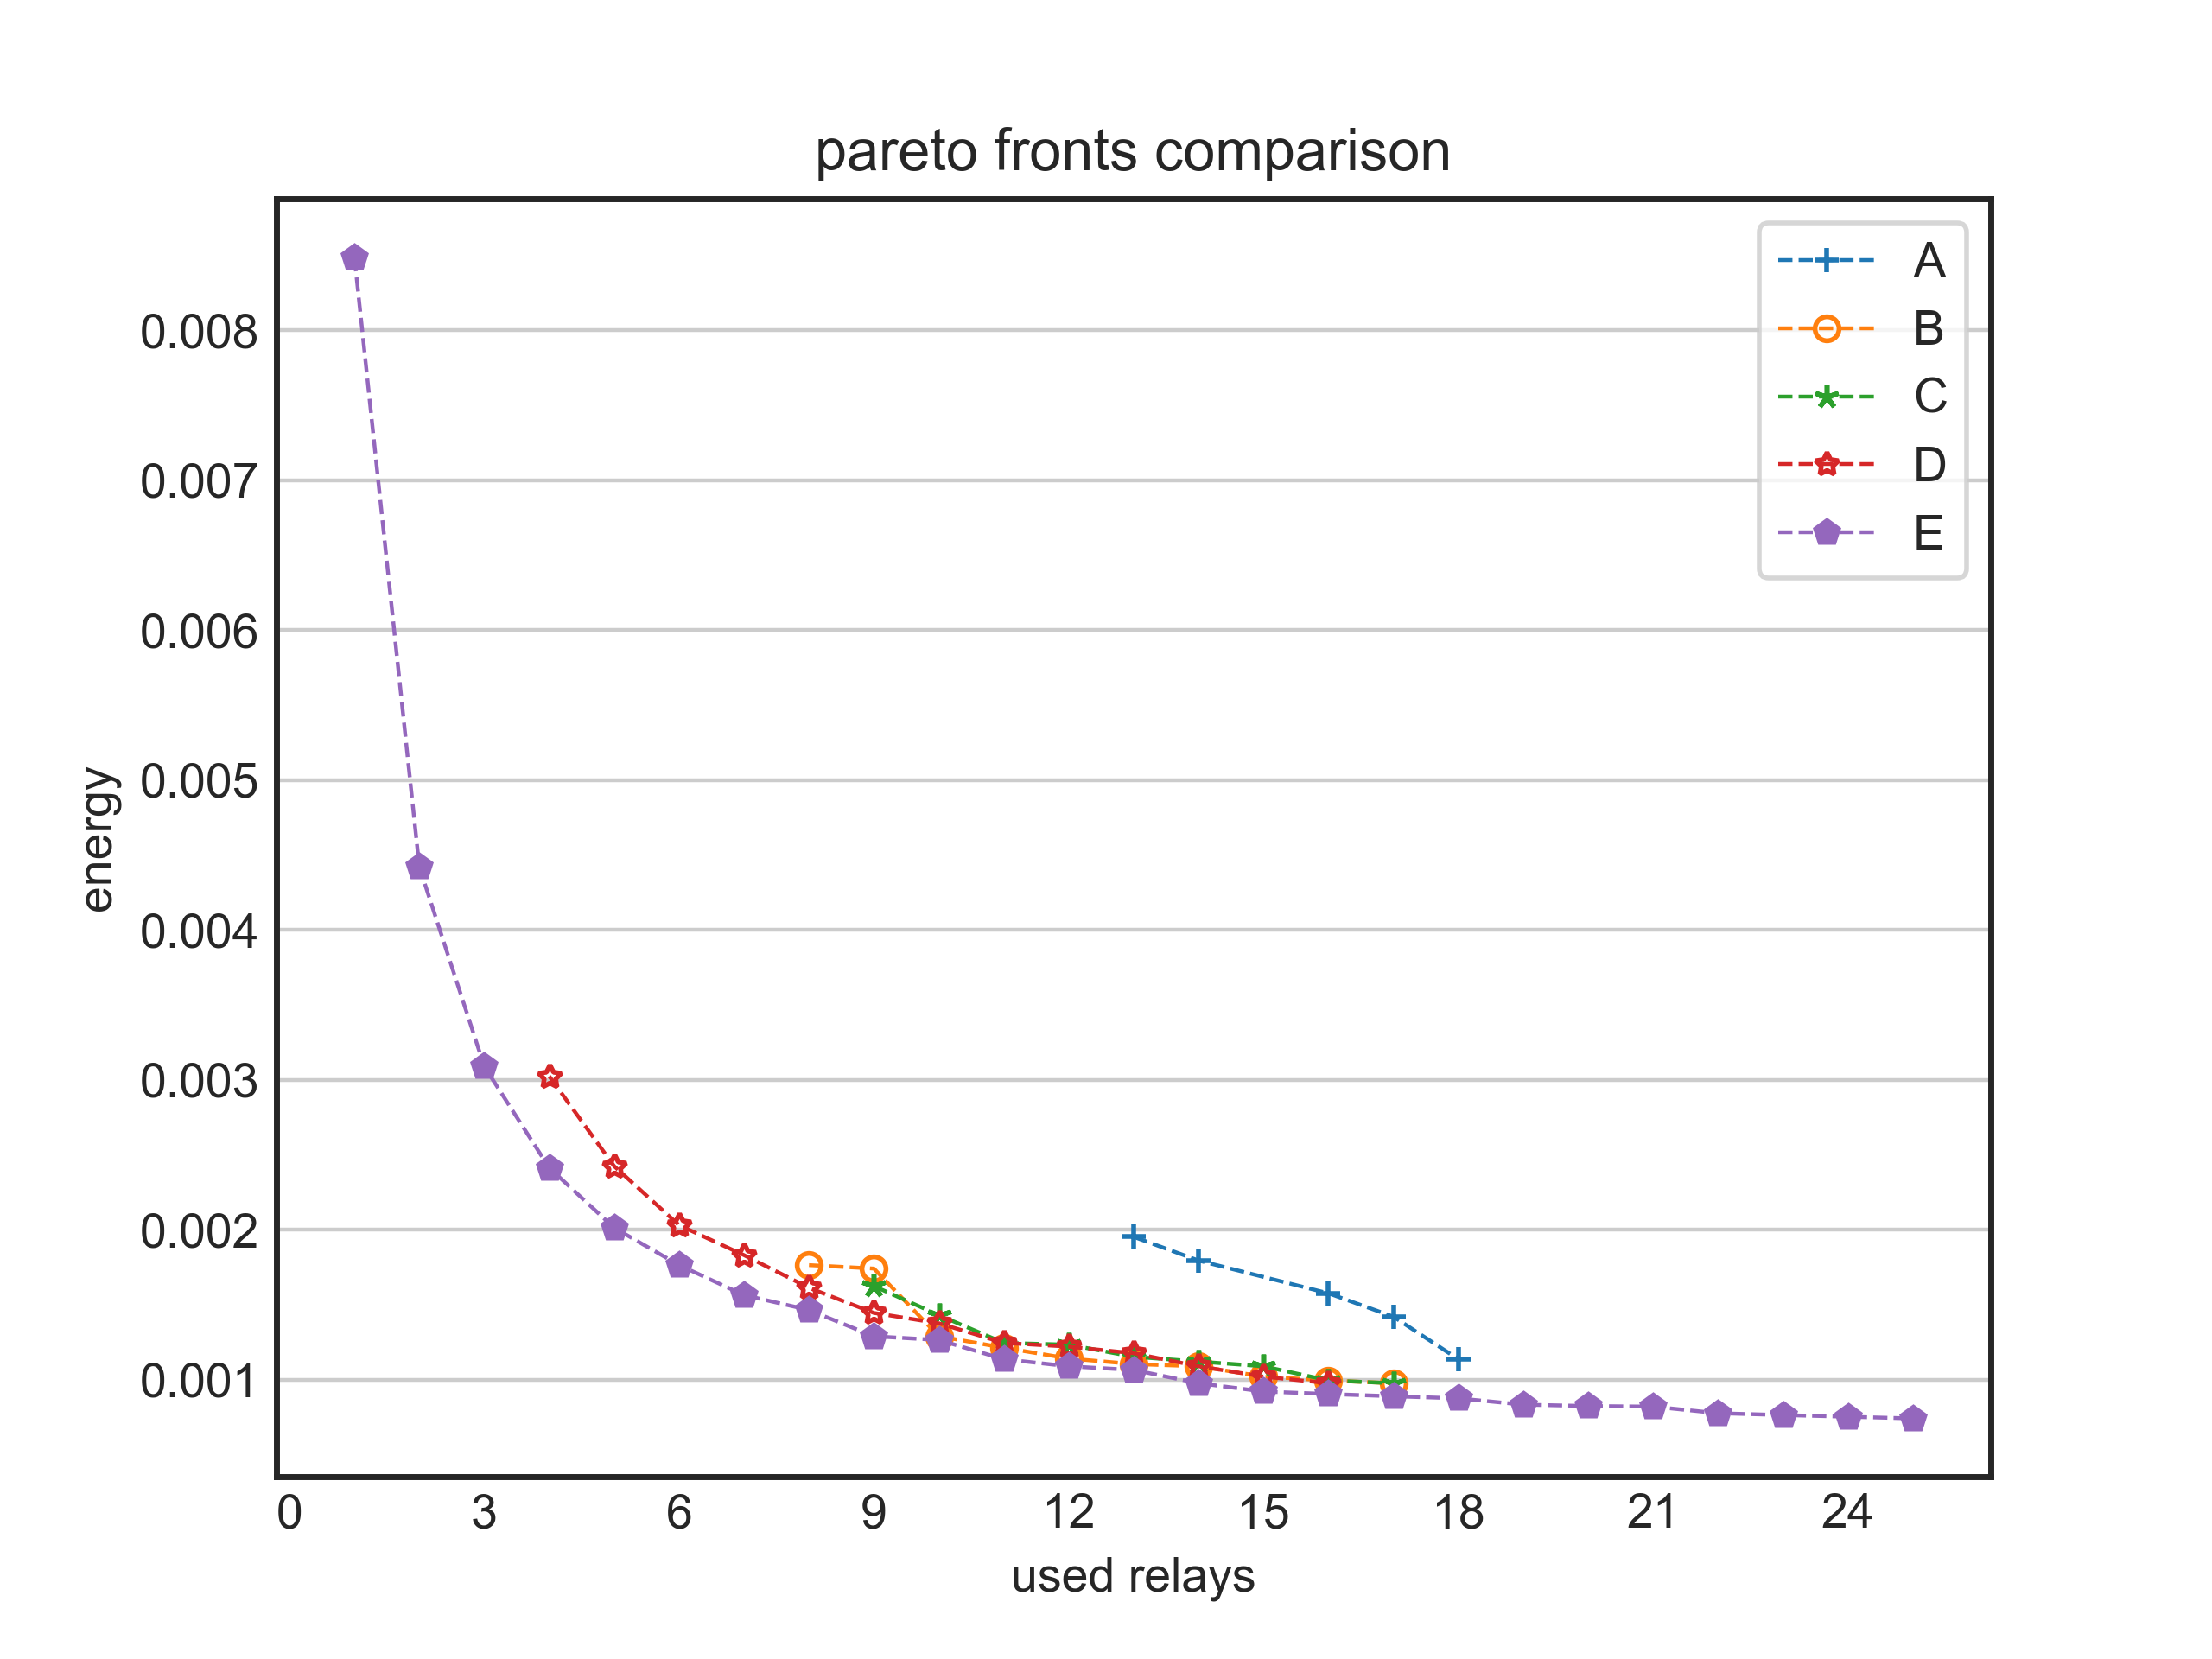 pareto fronts comparison
A
B
C
D
E
0.008
0.007
0.006
0.005
0.004
0.003
0.002
0.001
energy
0 3 6 9 12 15 18 21 24
used relays